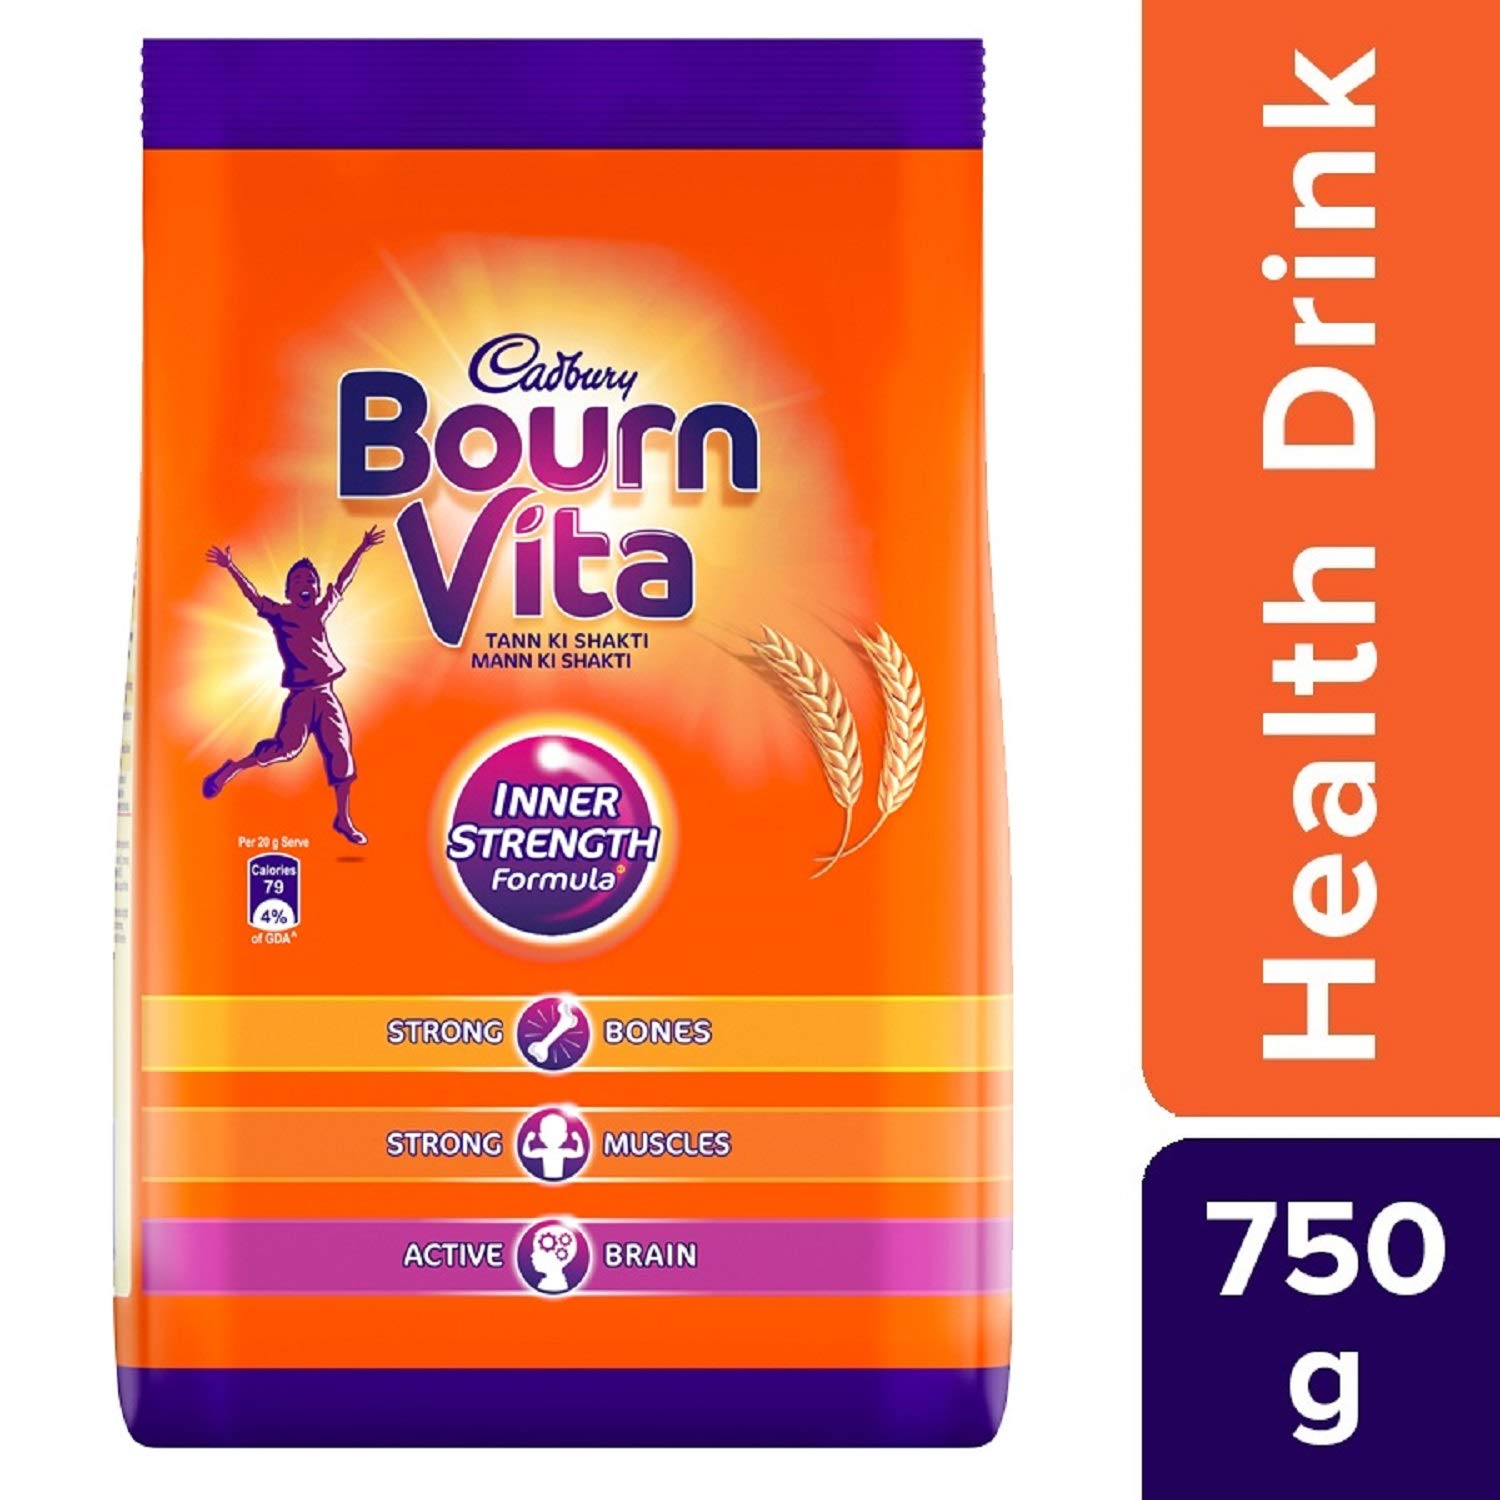 Cadbury
Bourn
Vita
TANN KI SHAKTI
MANN KI SHAKTI
INNER
STRENGTH
Formula
Per 20 g Serve
Calories
79
4%
of GDA^
STRONG BONES
STRONG MUSCLES
ACTIVE BRAIN
Health Drink
750
g